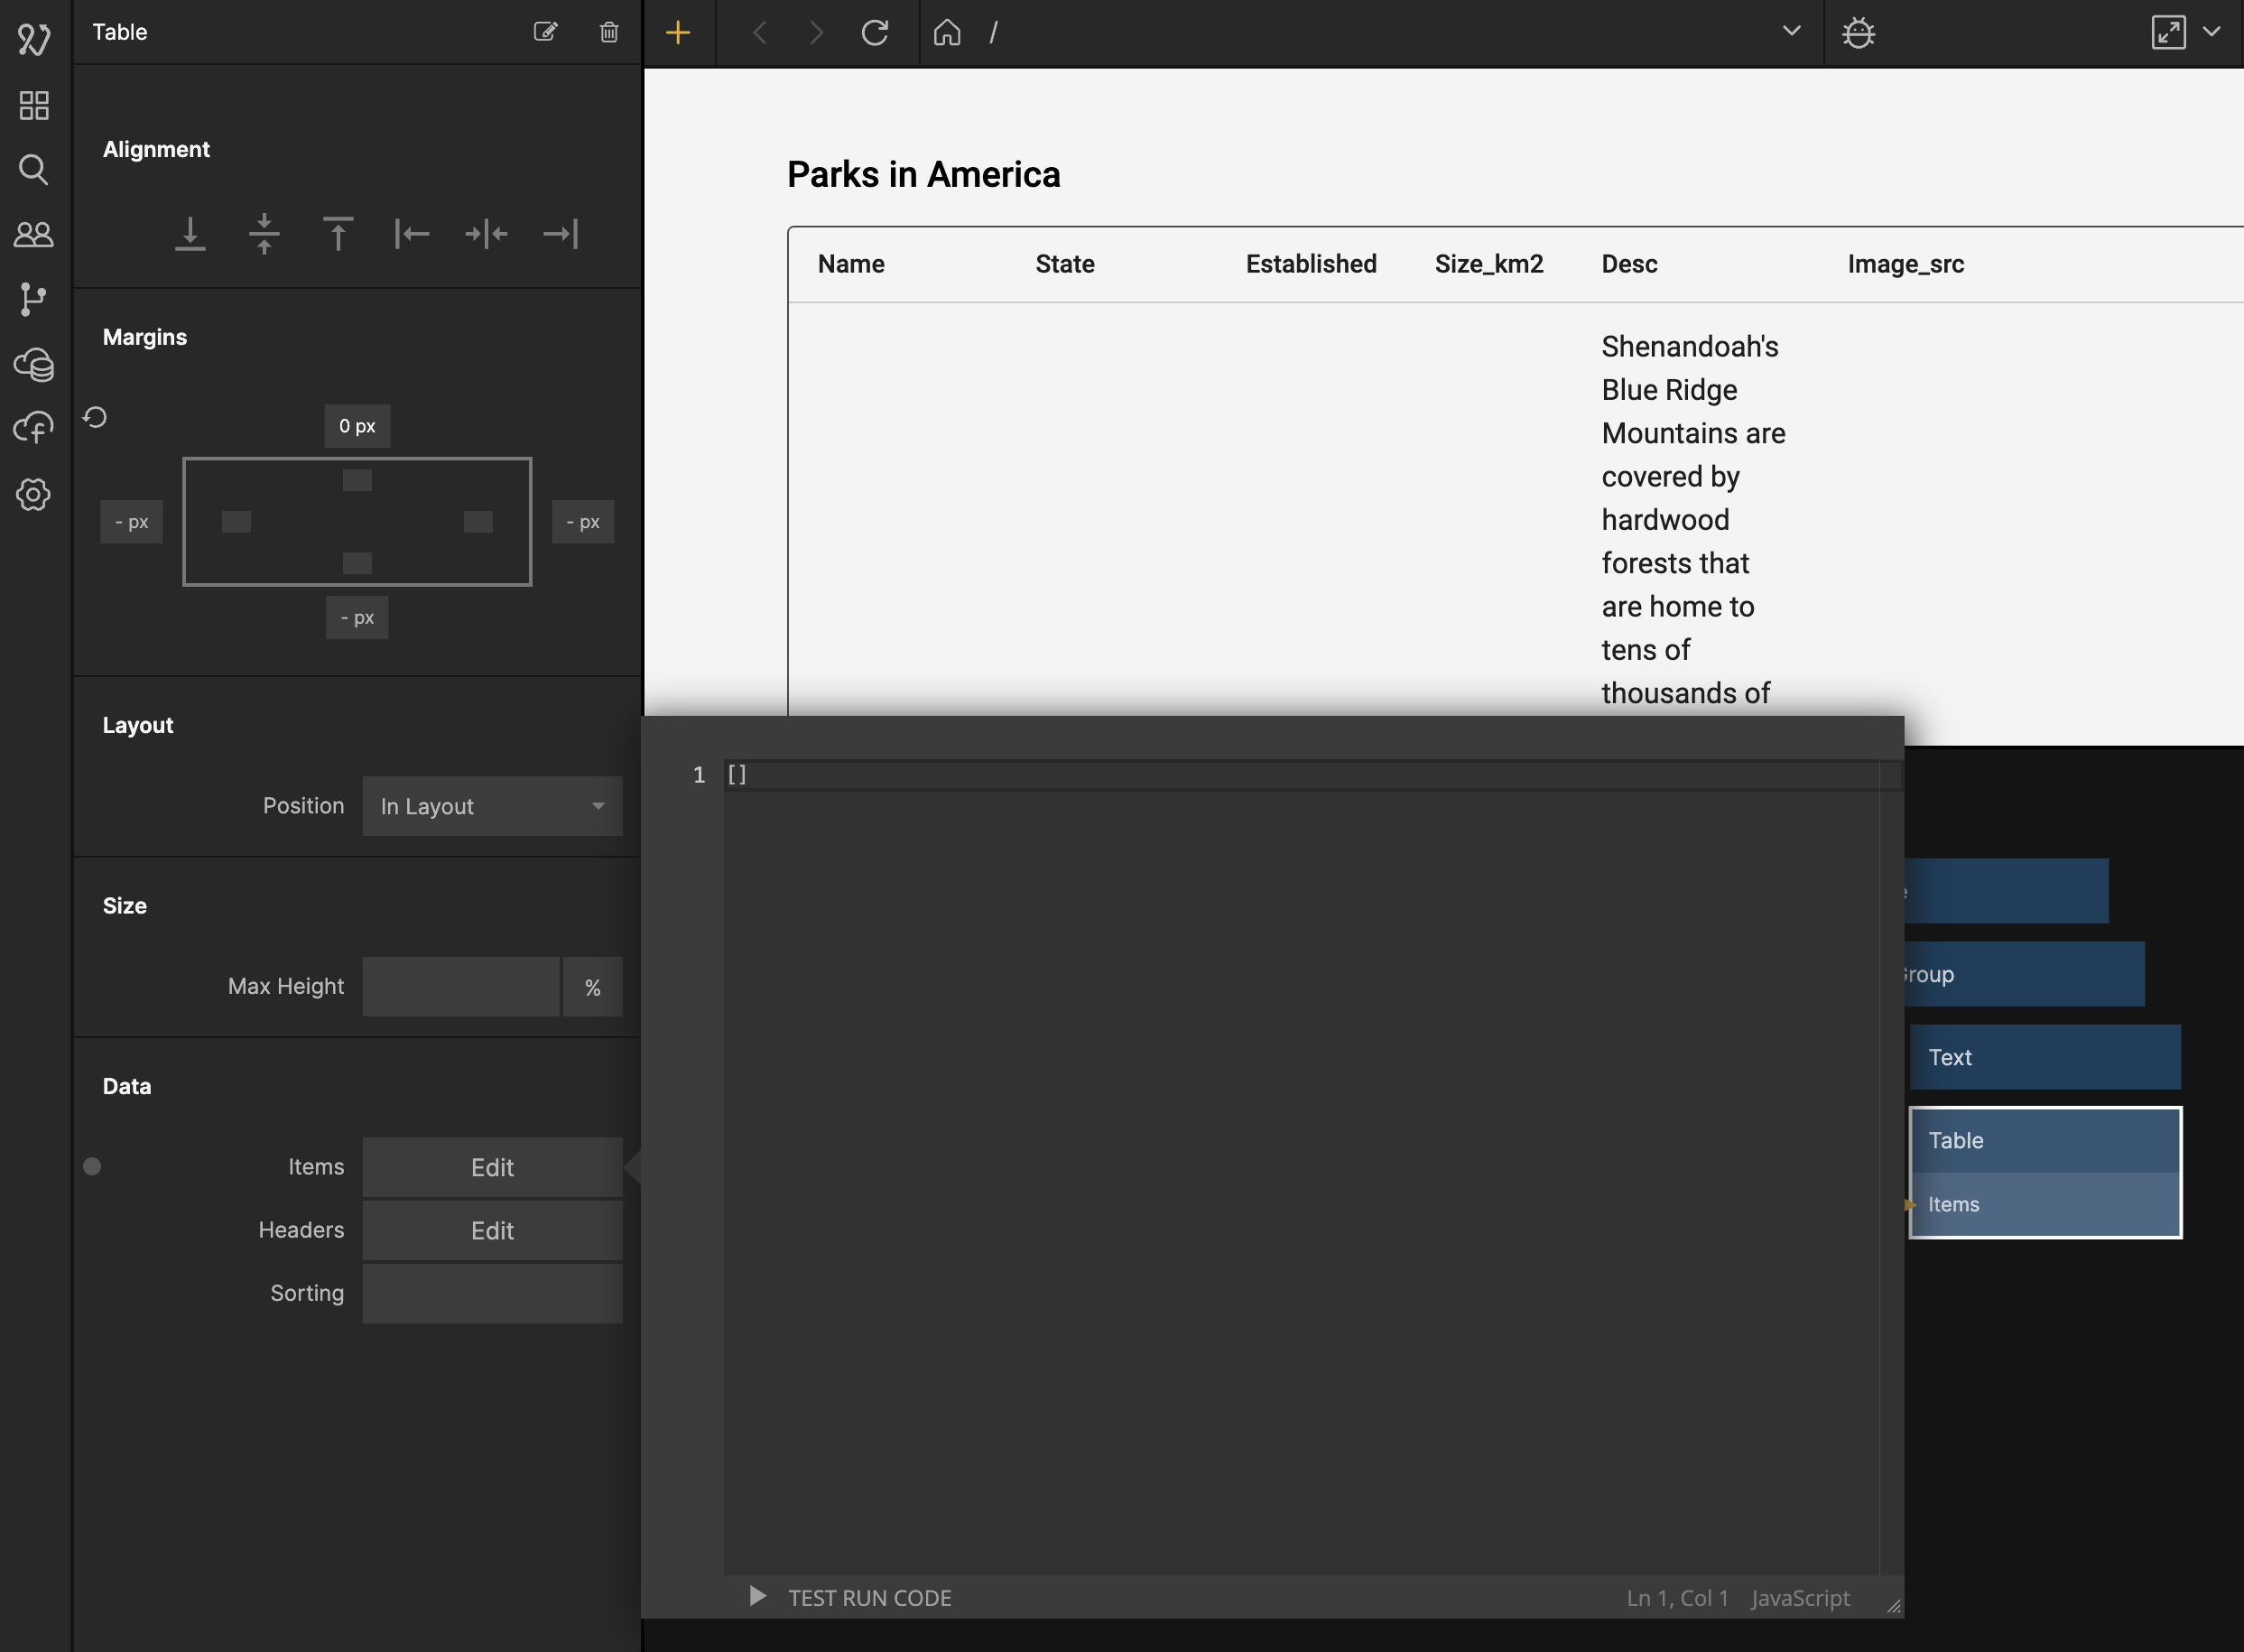 Table
/
Alignment
Margins
0 px
- px
- px
- px
Layout
Position
In Layout
Size
Max Height
%
Data
Items
Edit
Headers
Edit
Sorting
Parks in America
Name State Established Size_km2 Desc Image_src
Shenandoah's
Blue Ridge
Mountains are
covered by
hardwood
forests that
are home to
tens of
thousands of
1 []
TEST RUN CODE
Ln 1, Col 1 JavaScript
Text
Table
Items